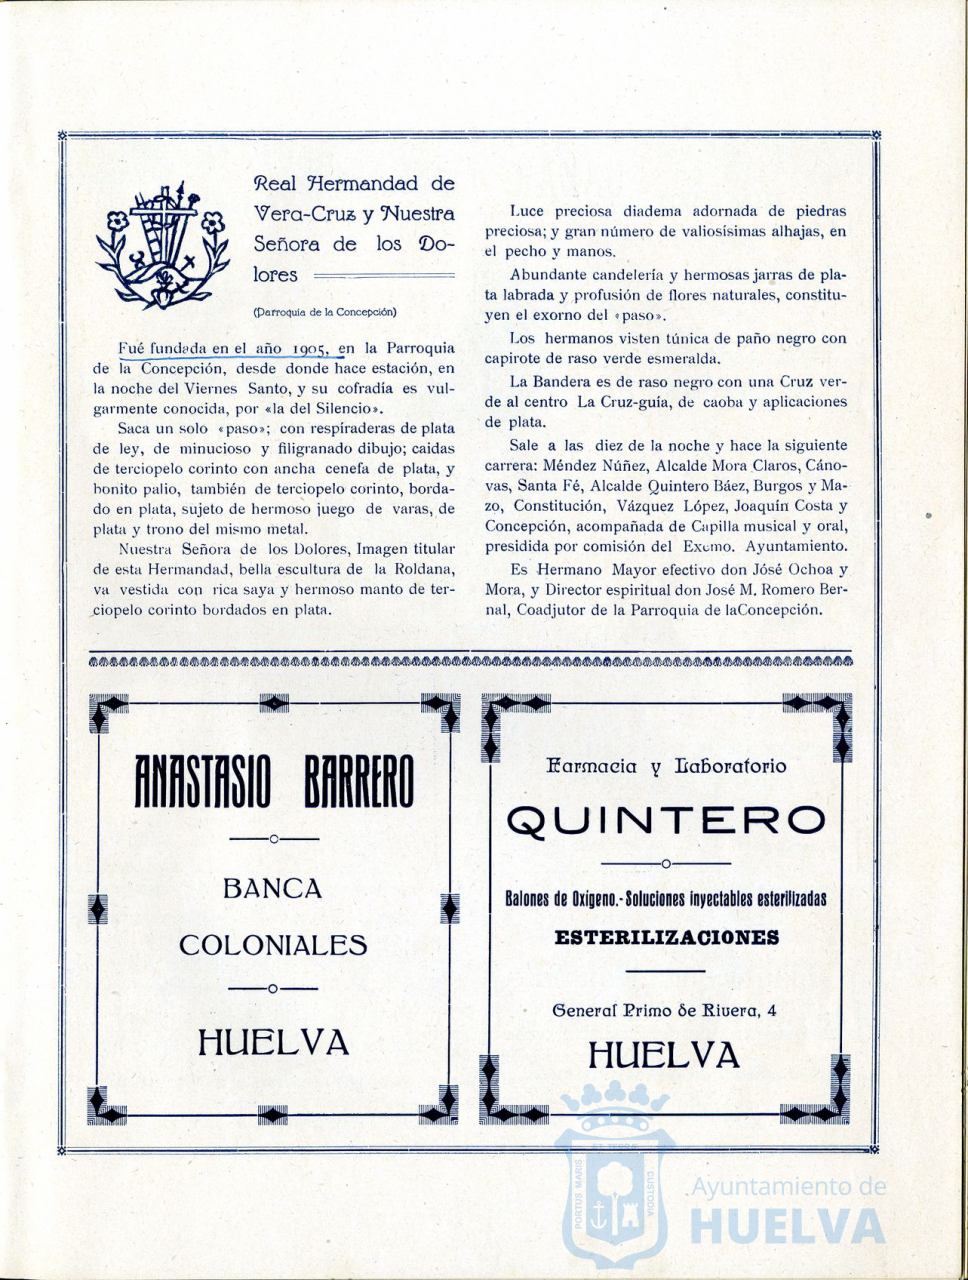 Real Hermandad de
Vera-Cruz y Nuestra
Señora de los Do-
lores
(Parroquia de la Concepción)
Fué fundada en el año 1905, en la Parroquia
de la Concepción, desde donde hace estación, en
la noche del Viernes Santo, y su cofradía es vul-
garmente conocida, por «la del Silencio».
Saca un solo «paso»; con respiraderas de plata
de ley, de minucioso y filigranado dibujo; caidas
de terciopelo corinto con ancha cenefa de plata, y
bonito palio, también de terciopelo corinto, borda-
do en plata, sujeto de hermoso juego de varas, de
plata y trono del mismo metal.
Nuestra Señora de los Dolores, Imagen titular
de esta Hermandad, bella escultura de la Roldana,
va vestida con rica saya y hermoso manto de ter-
ciopelo corinto bordados en plata.
Luce preciosa diadema adornada de piedras
preciosa; y gran número de valiosísimas alhajas, en
el pecho y manos.
Abundante candelería y hermosas jarras de pla-
ta labrada y profusión de flores naturales, constitu-
yen el exorno del «paso».
Los hermanos visten túnica de paño negro con
capirote de raso verde esmeralda.
La Bandera es de raso negro con una Cruz ver-
de al centro La Cruz-guía, de caoba y aplicaciones
de plata.
Sale a las diez de la noche y hace la siguiente
carrera: Méndez Núñez, Alcalde Mora Claros, Cáno-
vas, Santa Fé, Alcalde Quintero Báez, Burgos y Ma-
zo, Constitución, Vázquez López, Joaquín Costa y
Concepción, acompañada de Capilla musical y oral,
presidida por comisión del Excmo. Ayuntamiento.
Es Hermano Mayor efectivo don Jósé Ochoa y
Mora, y Director espiritual don José M. Romero Ber-
nal, Coadjutor de la Parroquia de laConcepción.
ANASTASIO BARRERO
BANCA
COLONIALES
HUELVA
Farmacia y Laboratorio
QUINTERO
Balones de Oxígeno.-Soluciones inyectables esterilizadas
ESTERILIZACIONES
General Primo de Rivera, 4
HUELVA
PORTUS MARIS
ET TERRE
CUSTODIA
Ayuntamiento de
HUELVA